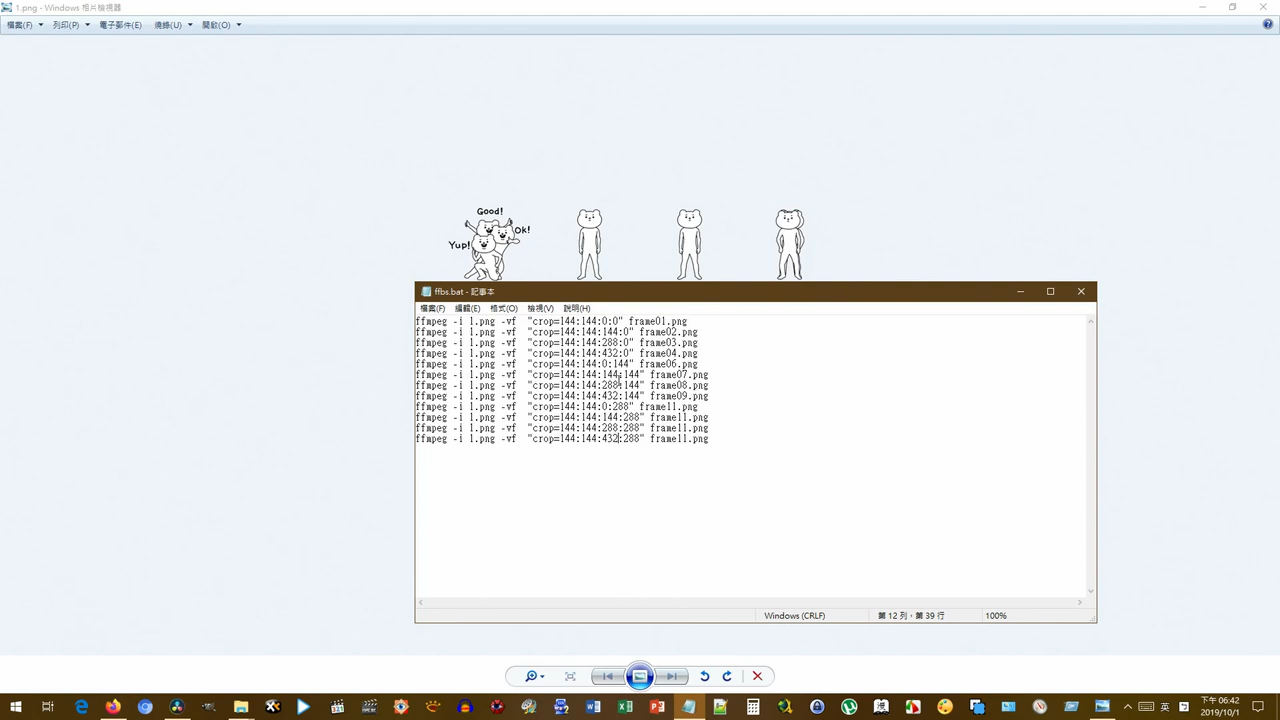 1.png - Windows 相片檢視器
檔案(F) 列印(P) 電子郵件(E) 燒錄(U) 開啟(O)
Good!
Ok!
Yup!
ffbs.bat - 記事本
檔案(F) 編輯(E) 格式(O) 檢視(V) 說明(H)
ffmpeg -i 1.png -vf  "crop=144:144:0:0" frame01.png
ffmpeg -i 1.png -vf  "crop=144:144:144:0" frame02.png
ffmpeg -i 1.png -vf  "crop=144:144:288:0" frame03.png
ffmpeg -i 1.png -vf  "crop=144:144:432:0" frame04.png
ffmpeg -i 1.png -vf  "crop=144:144:0:144" frame06.png
ffmpeg -i 1.png -vf  "crop=144:144:144:144" frame07.png
ffmpeg -i 1.png -vf  "crop=144:144:288:144" frame08.png
ffmpeg -i 1.png -vf  "crop=144:144:432:144" frame09.png
ffmpeg -i 1.png -vf  "crop=144:144:0:288" frame11.png
ffmpeg -i 1.png -vf  "crop=144:144:144:288" frame11.png
ffmpeg -i 1.png -vf  "crop=144:144:288:288" frame11.png
ffmpeg -i 1.png -vf  "crop=144:144:432:288" frame11.png
Windows (CRLF) 第 12 列，第 39 行 100%
下午 06:42
英
2019/10/1